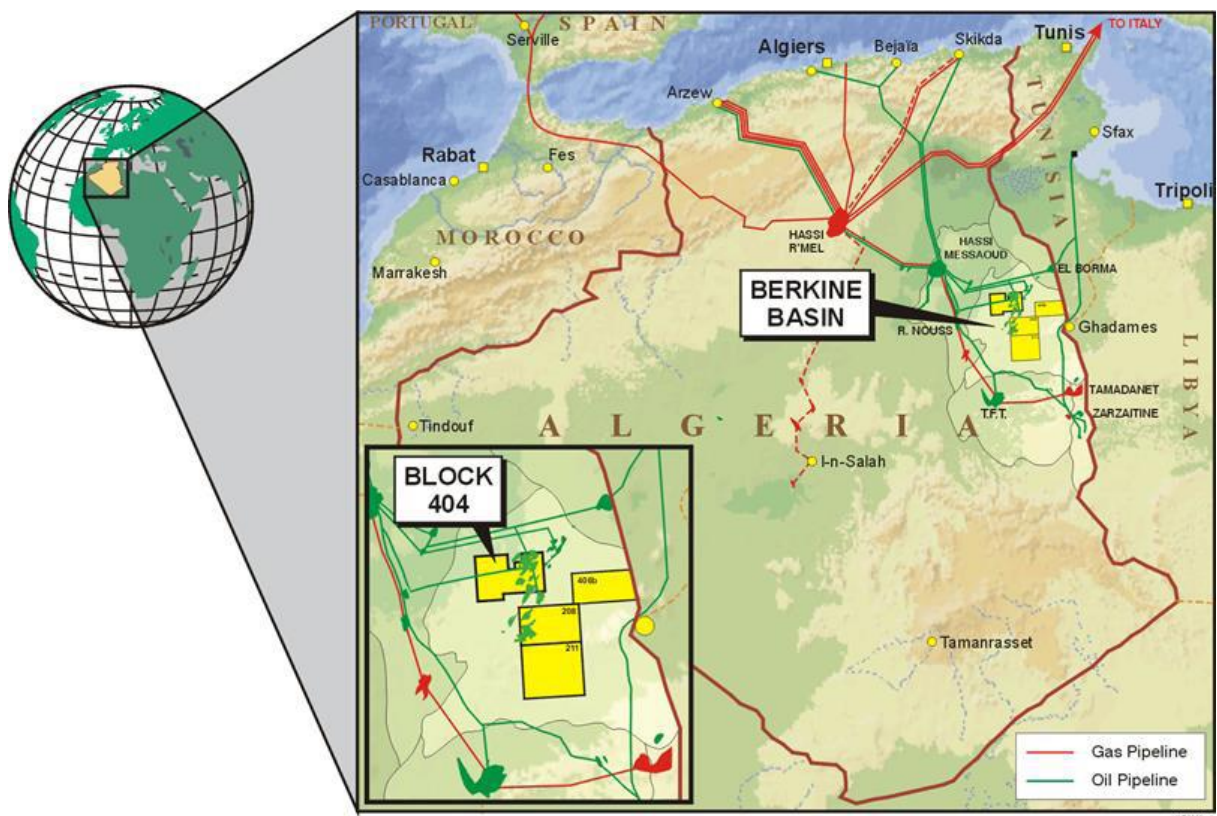 PORTUGAL
SPAIN
TO ITALY
Serville
Algiers
Bejaïa
Skikda
Tunis
Arzew
TUNISIA
Sfax
Rabat
Fes
Casablanca
Tripoli
MOROCCO
HASSI
R'MEL
HASSI
MESSAOUD
Marrakesh
EL BORMA
BERKINE
BASIN
R. NOUSS
Ghadames
LIBYA
TAMADANET
T.F.T.
ZARZAITINE
ALGERIA
Tindouf
I-n-Salah
BLOCK
404
406b
208
211
Tamanrasset
Gas Pipeline
Oil Pipeline